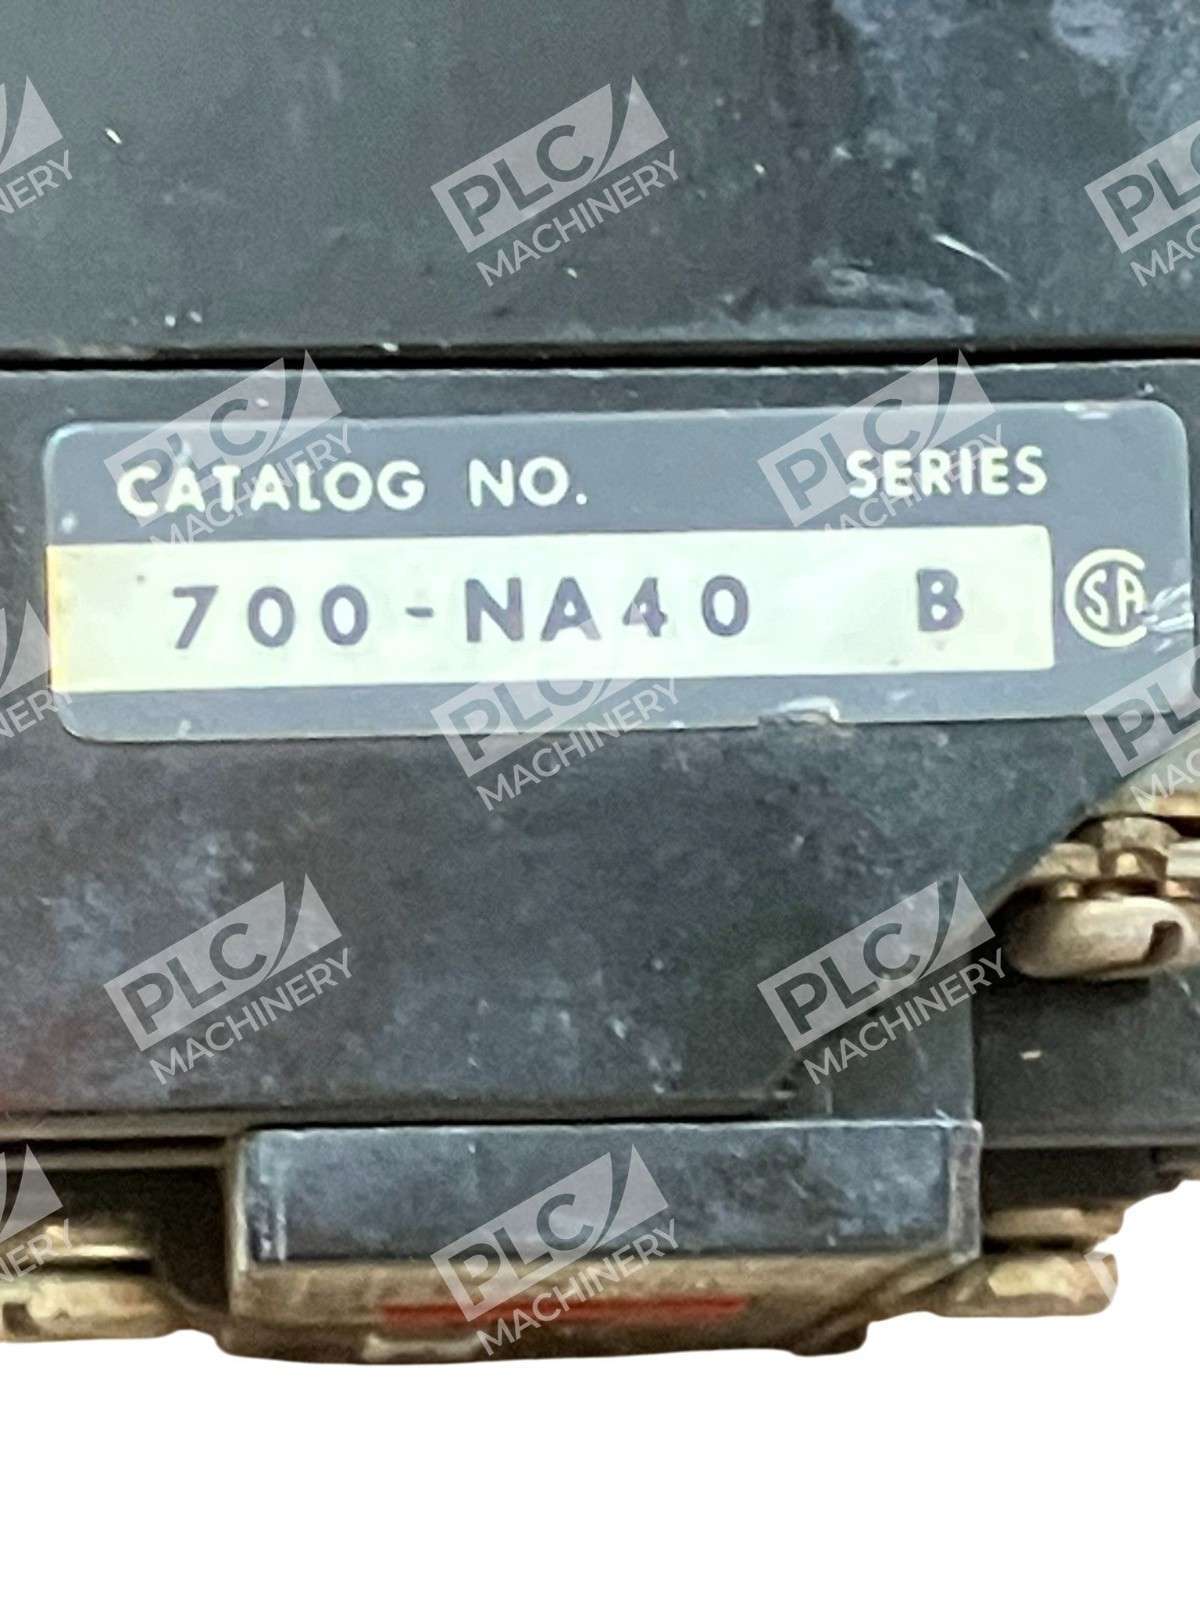 CATALOG NO. SERIES
700-NA40 B SA
PLC
MACHINERY